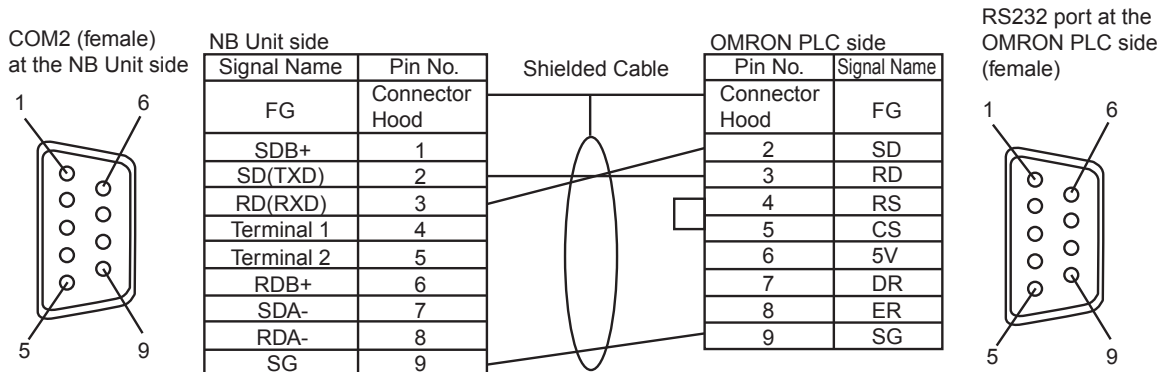 COM2 (female)
at the NB Unit side
1
6
5
9
NB Unit side
Signal Name Pin No.
FG Connector Hood
SDB+ 1
SD(TXD) 2
RD(RXD) 3
Terminal 1 4
Terminal 2 5
RDB+ 6
SDA- 7
RDA- 8
SG 9
Shielded Cable
OMRON PLC side
Pin No. Signal Name
Connector Hood FG
2 SD
3 RD
4 RS
5 CS
6 5V
7 DR
8 ER
9 SG
RS232 port at the
OMRON PLC side
(female)
1
6
5
9